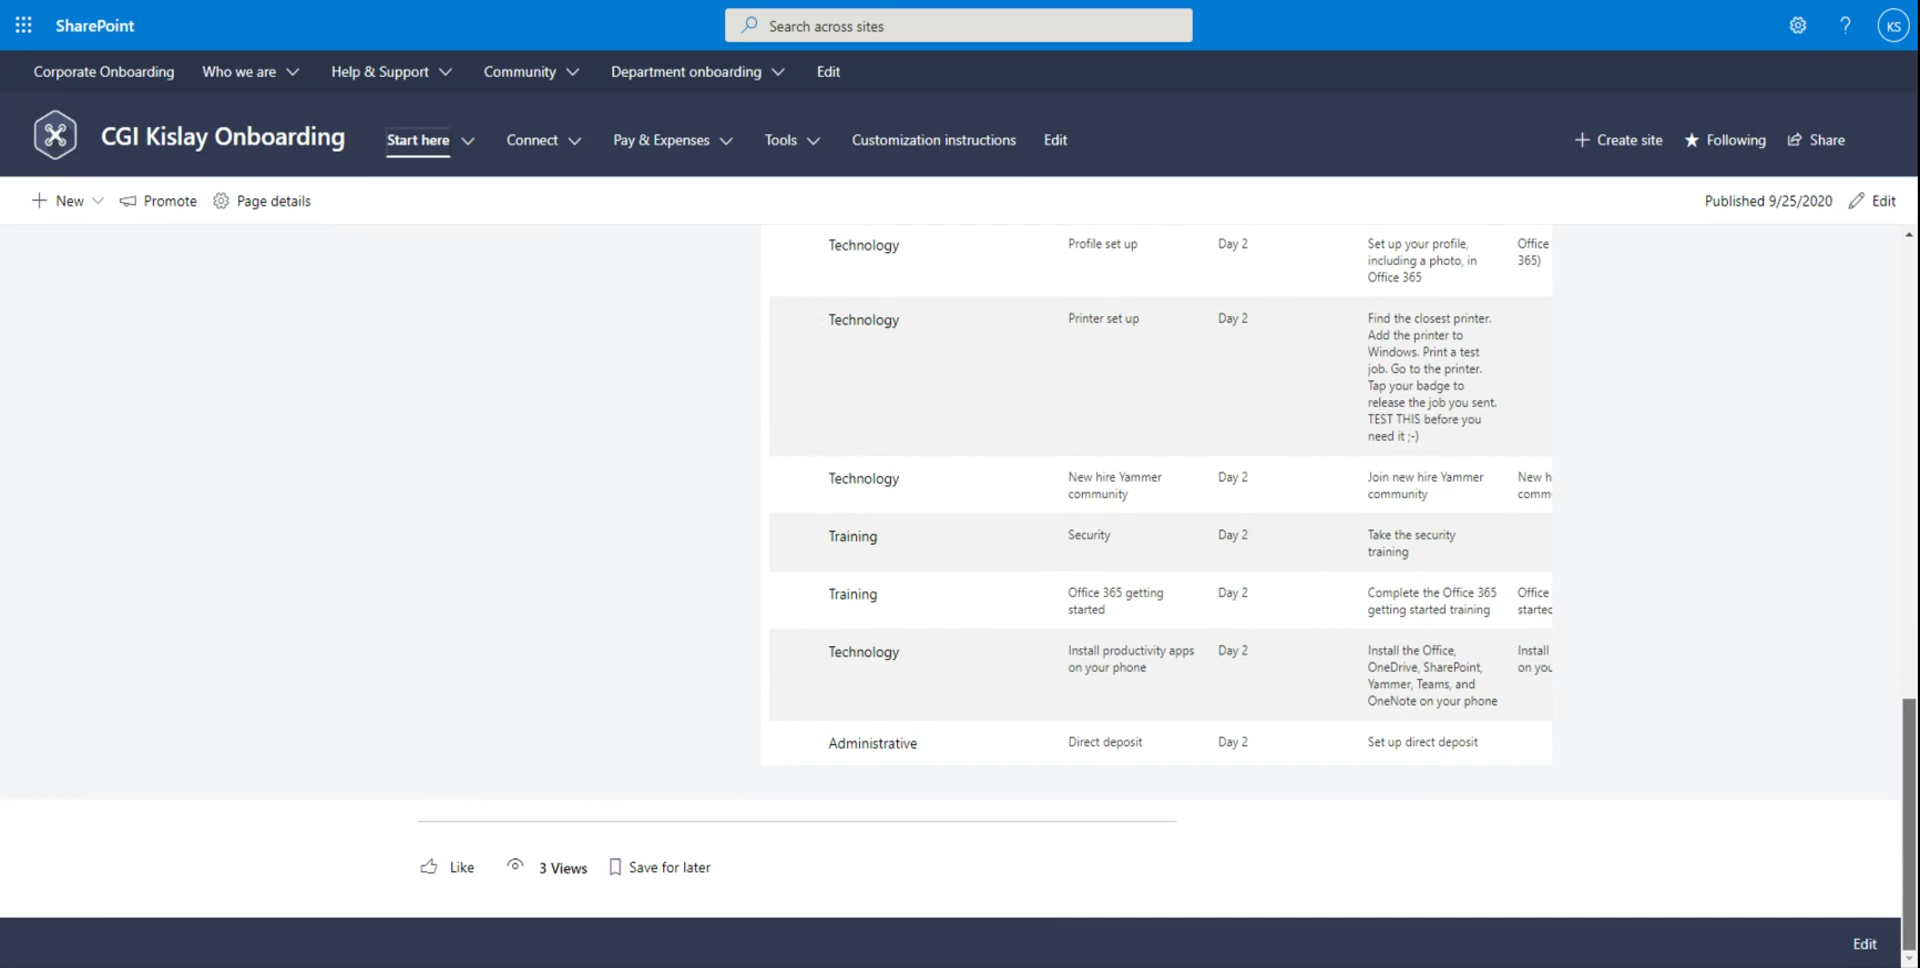 SharePoint
Search across sites
KS
Corporate Onboarding Who we are Help & Support Community Department onboarding Edit
CGI Kislay Onboarding Start here Connect Pay & Expenses Tools Customization instructions Edit Create site Following Share
New Promote Page details Published 9/25/2020 Edit
Technology Profile set up Day 2 Set up your profile, Office
including a photo, in 365)
Office 365
Technology Printer set up Day 2 Find the closest printer.
Add the printer to
Windows. Print a test
job. Go to the printer.
Tap your badge to
release the job you sent.
TEST THIS before you
need it ;-)
Technology New hire Yammer Day 2 Join new hire Yammer New h
community community comm
Training Security Day 2 Take the security
training
Training Office 365 getting Day 2 Complete the Office 365 Office
started getting started training started
Technology Install productivity apps Day 2 Install the Office, Install
on your phone OneDrive, SharePoint, on you
Yammer, Teams, and
OneNote on your phone
Administrative Direct deposit Day 2 Set up direct deposit
Like 3 Views Save for later
Edit